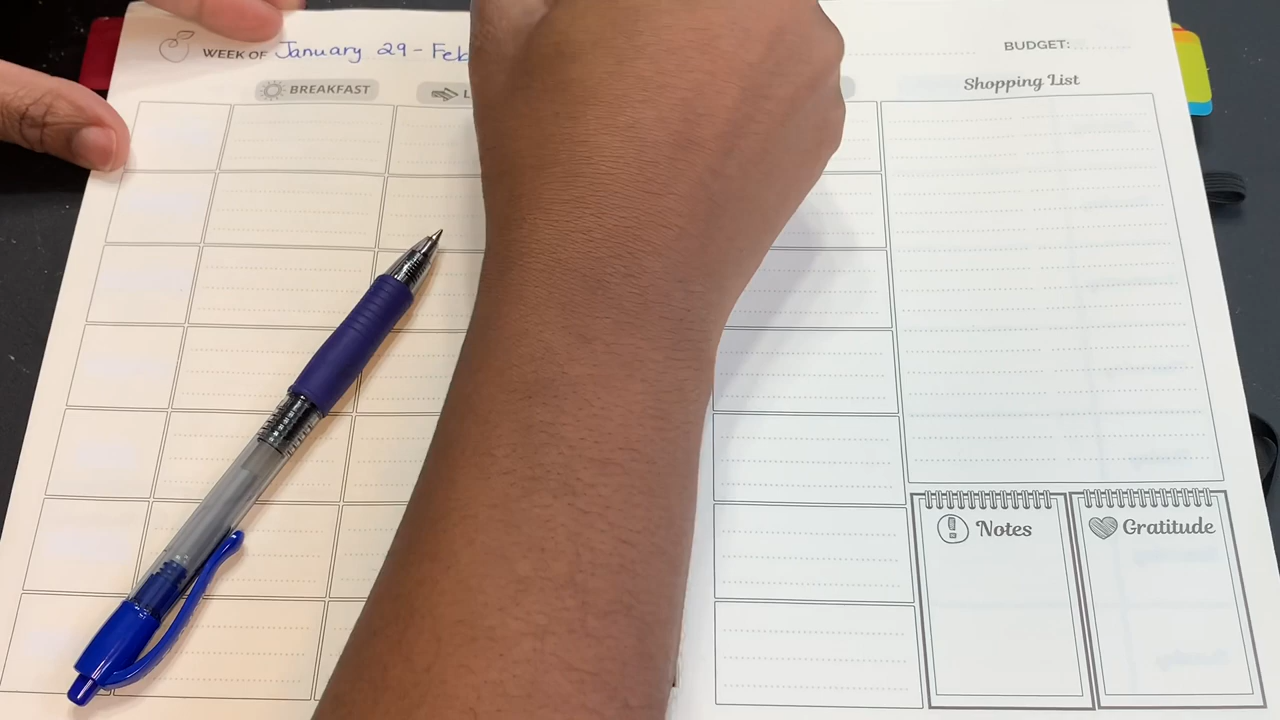 WEEK OF January 29 - Feb
BUDGET:
BREAKFAST
L
Shopping List
Notes
Gratitude